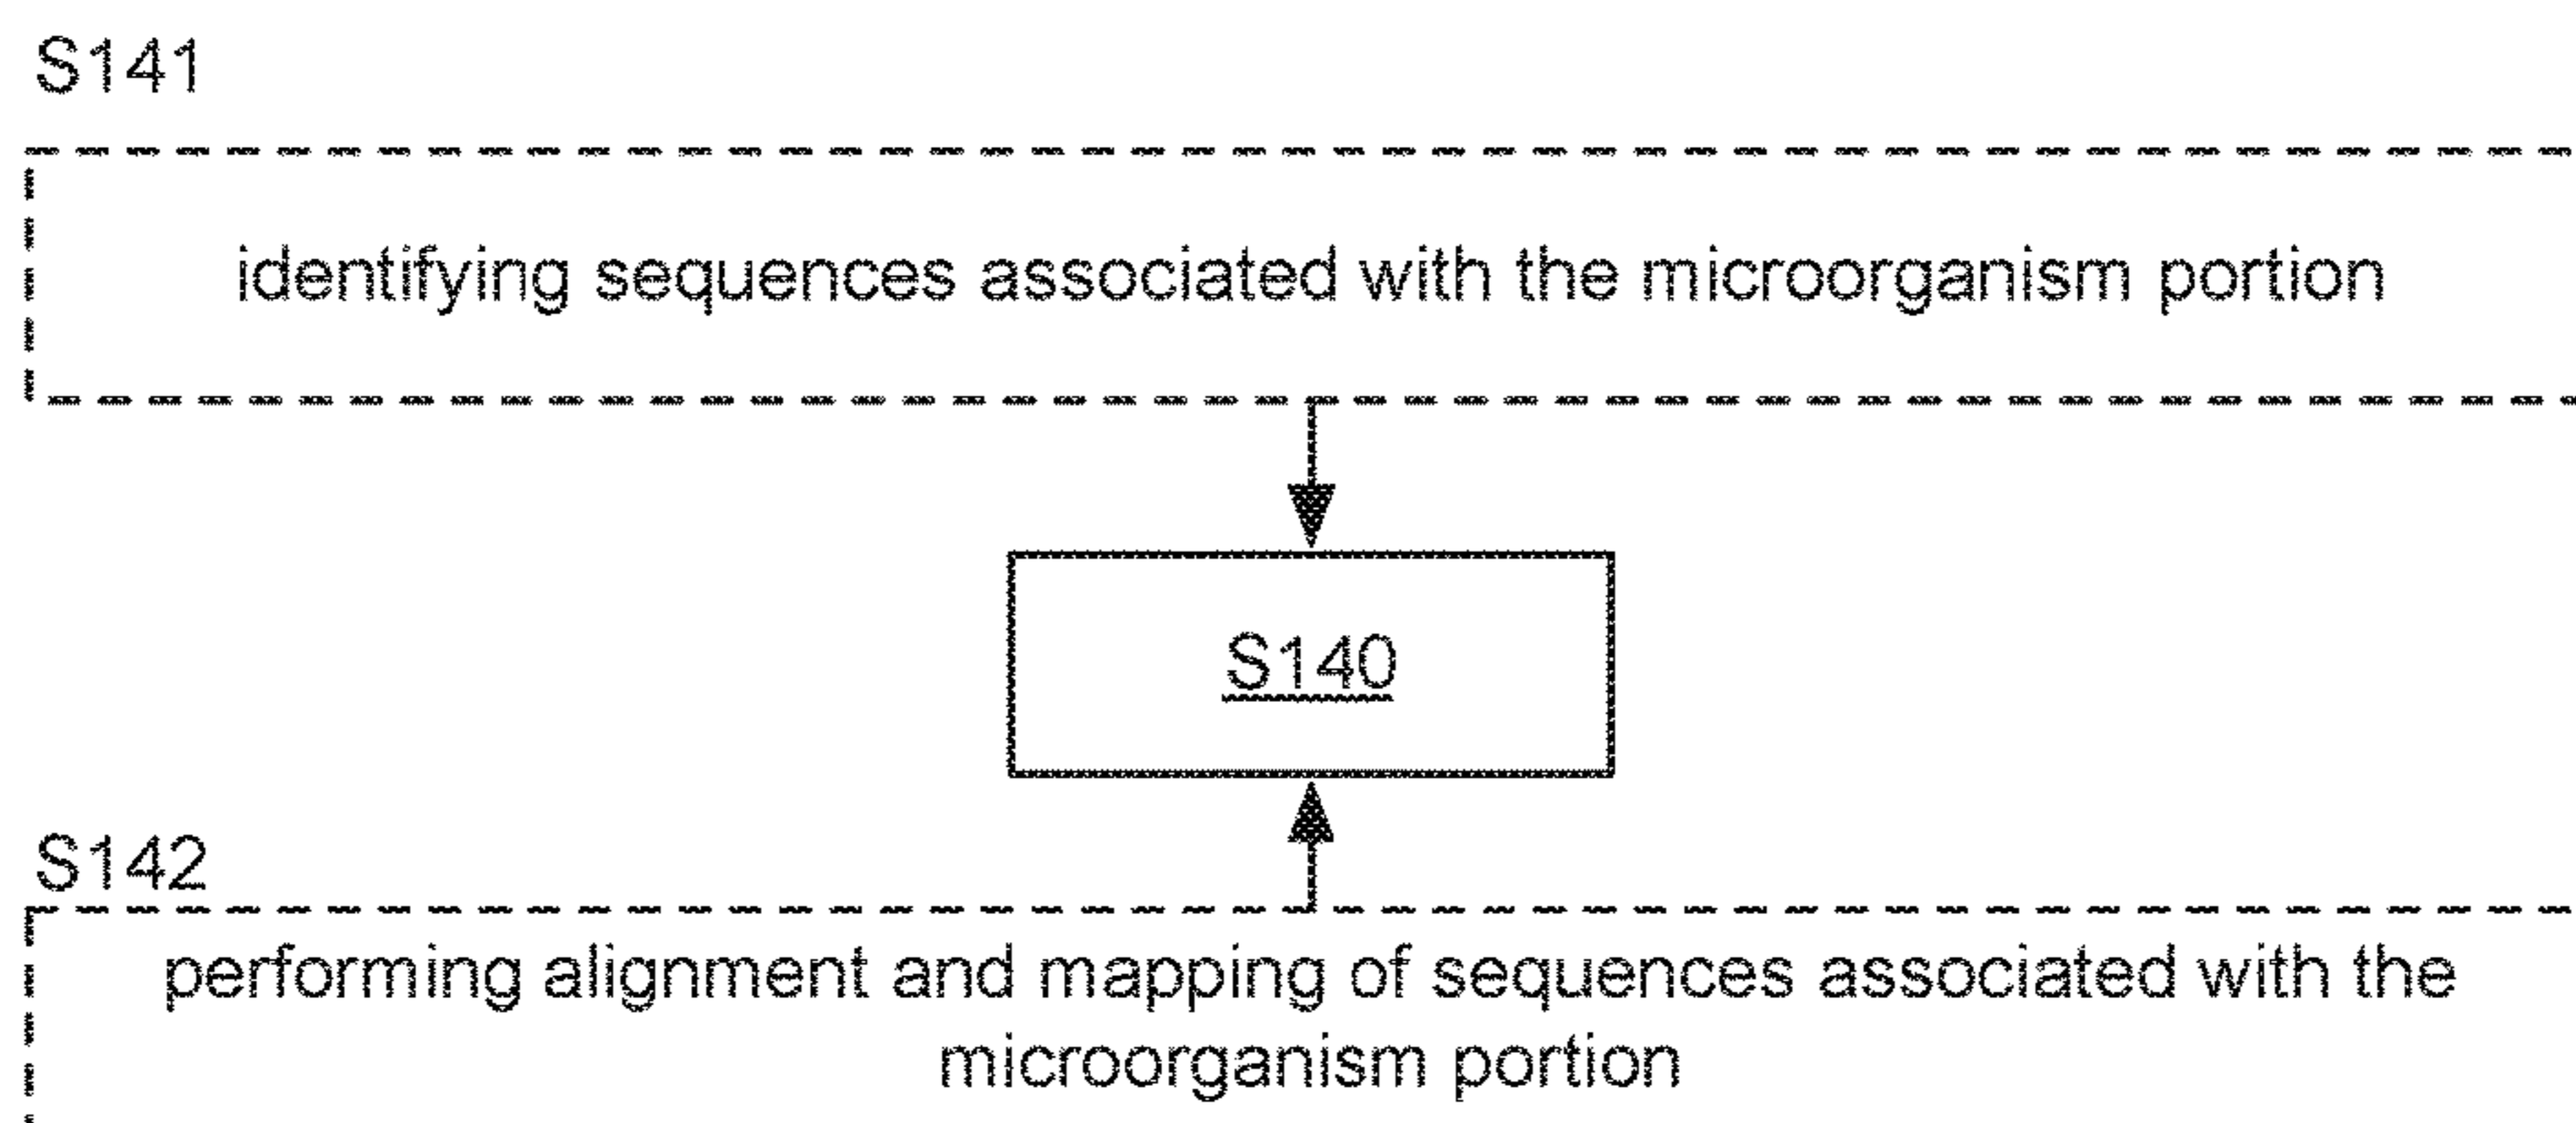 S141
identifying sequences associated with the microorganism portion
S140
S142
performing alignment and mapping of sequences associated with the
microorganism portion